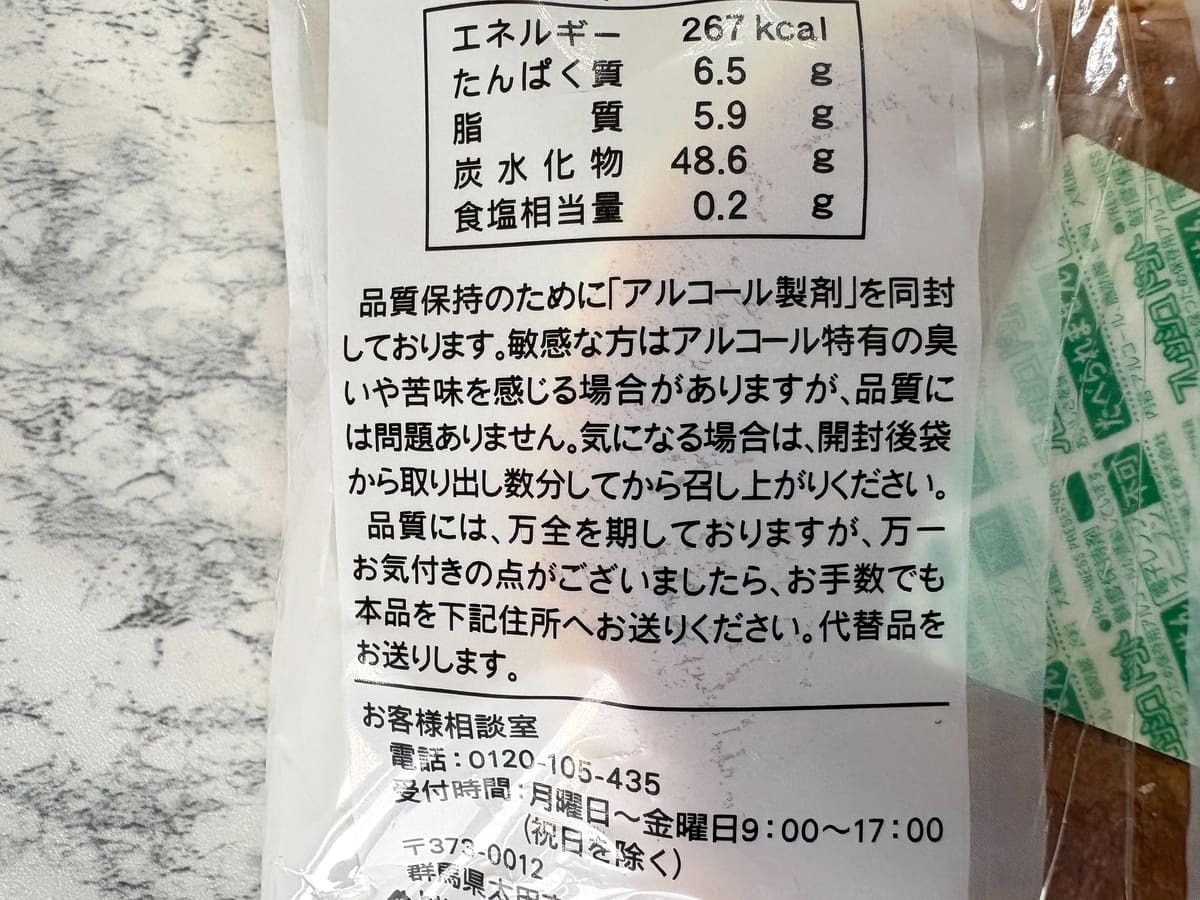 エネルギー 267 kcal
たんぱく質 6.5 g
脂質 5.9 g
炭水化物 48.6 g
食塩相当量 0.2 g
品質保持のために「アルコール製剤」を同封
しております。敏感な方はアルコール特有の臭
いや苦味を感じる場合がありますが、品質に
は問題ありません。気になる場合は、開封後袋
から取り出し数分してから召し上がりください。
品質には、万全を期しておりますが、万一
お気付きの点がございましたら、お手数でも
本品を下記住所へお送りください。代替品を
お送りします。
お客様相談室
電話:0120-105-435
受付時間:月曜日～金曜日9:00～17:00
(祝日を除く)
〒373-0012
群馬県太田市